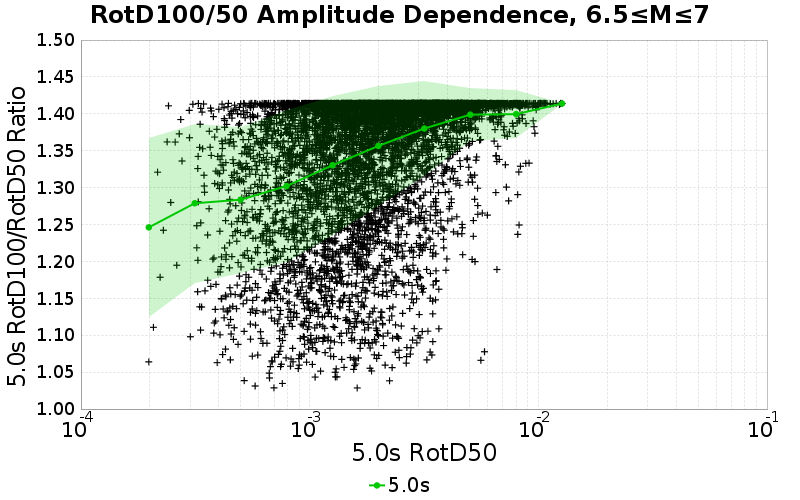 RotD100/50 Amplitude Dependence, 6.5≤M≤7
5.0s RotD100/RotD50 Ratio
1.50
1.45
1.40
1.35
1.30
1.25
1.20
1.15
1.10
1.05
1.00
10-4 10-3 10-2 10-1
5.0s RotD50
5.0s